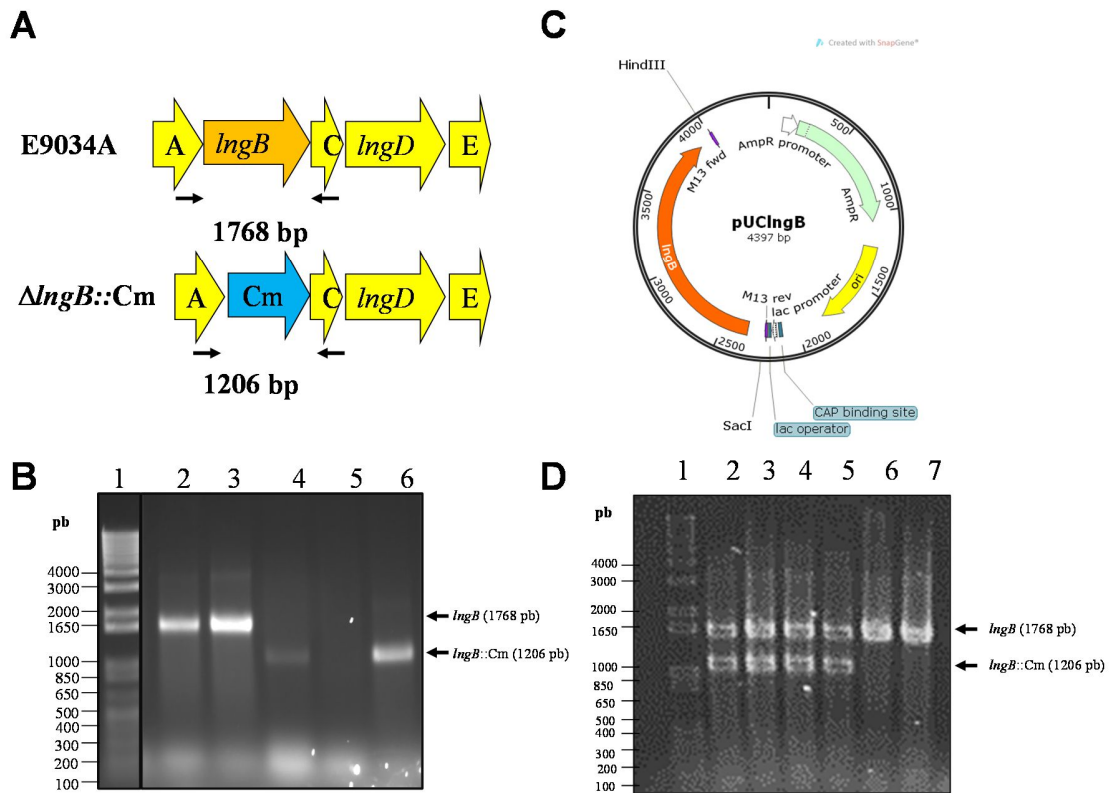 A
E9034A
A lngB C lngD E
1768 bp
ΔlngB::Cm
A Cm C lngD E
1206 bp
C
Created with SnapGene®
HindIII
4000
500
AmpR promoter
M13 fwd
AmpR
1000
3500
pUClngB
4397 bp
lngB
ori
1500
3000
M13 rev
lac promoter
2500
2000
SacI
CAP binding site
lac operator
B
1 2 3 4 5 6
pb
4000
3000
2000
1650
1000
850
650
500
400
300
200
100
lngB (1768 pb)
lngB::Cm (1206 pb)
D
1 2 3 4 5 6 7
pb
4000
3000
2000
1650
1000
850
650
500
400
300
200
100
lngB (1768 pb)
lngB::Cm (1206 pb)